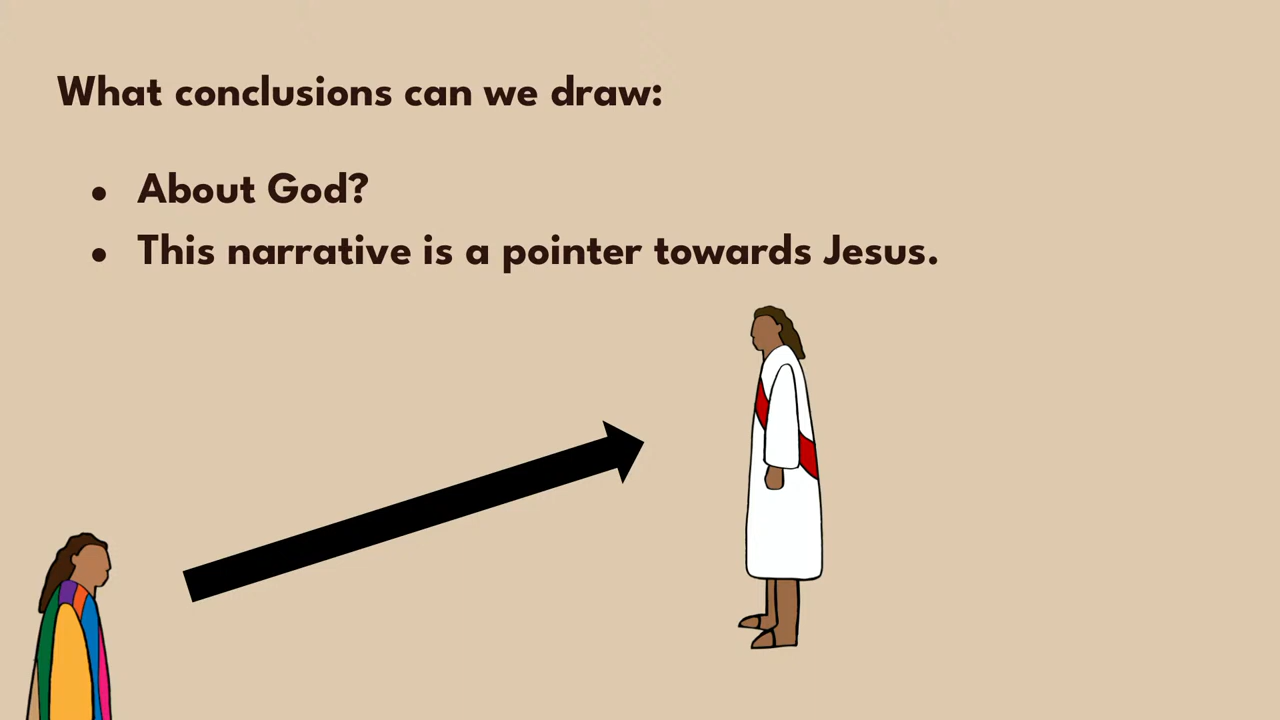 What conclusions can we draw:
• About God?
• This narrative is a pointer towards Jesus.